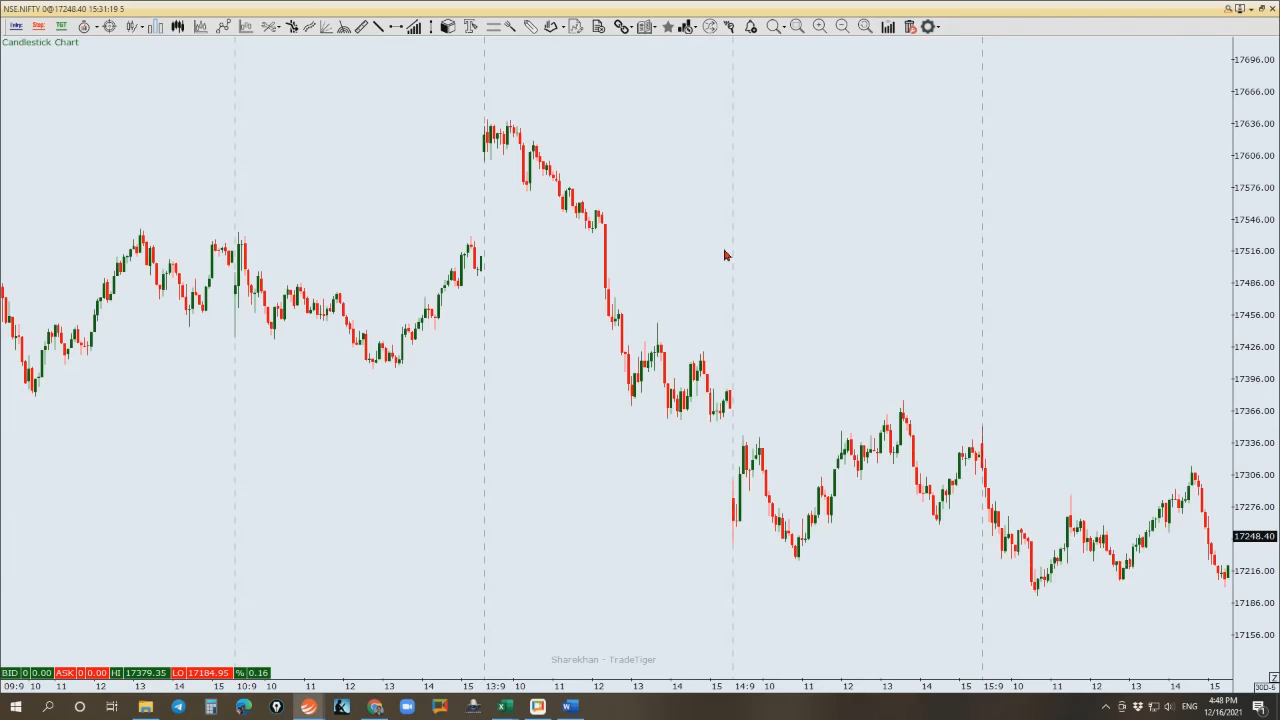 NSE.NIFTY 0@17248.40 15:31:19 5
Entry Stop TGT
Candlestick Chart
17696.00
17666.00
17636.00
17606.00
17576.00
17546.00
17516.00
17486.00
17456.00
17426.00
17396.00
17366.00
17336.00
17306.00
17276.00
17248.40
17216.00
17186.00
17156.00
Sharekhan - TradeTiger
BID 0 0.00 ASK 0 0.00 HI 17379.35 LO 17184.95 % 0.16
09:9 10 11 12 13 14 15 10:9 10 11 12 13 14 15 13:9 10 11 12 13 14 15 14:9 10 11 12 13 14 15 15:9 10 11 12 13 14 15
Z
30D-5
4:48 PM
12/16/2021